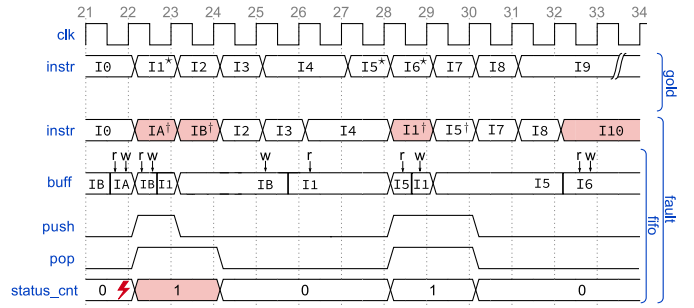 21 22 23 24 25 26 27 28 29 30 31 32 33 34
clk
instr I0 I1* I2 I3 I4 I5* I6* I7 I8 I9
gold
instr I0 IA† IB† I2 I3 I4 I1† I5† I7 I8 I10
r w r w w r r w r w
buff IB IA IB I1 IB I1 I5 I1 I5 I6
push
pop
status_cnt 0 1 0 1 0
fifo
fault